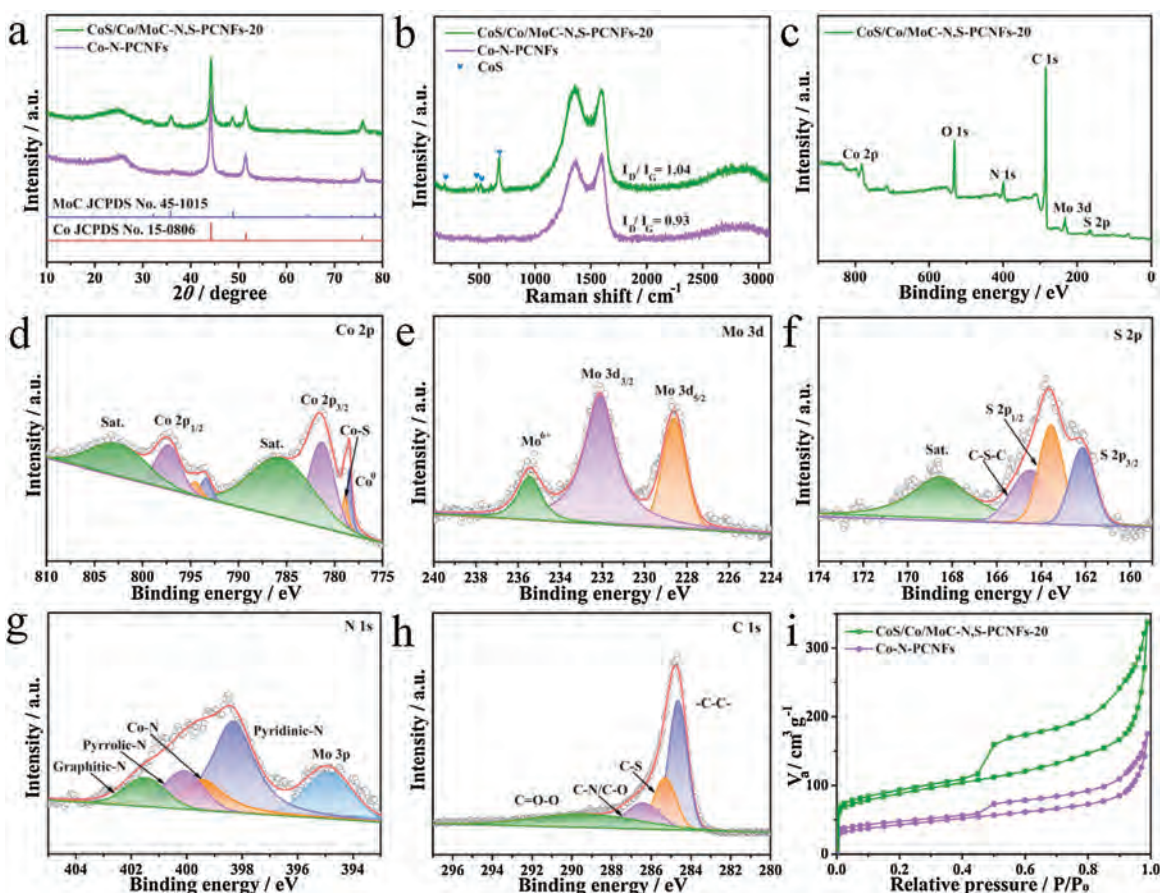 a
CoS/Co/MoC-N,S-PCNFs-20
Co-N-PCNFs
MoC JCPDS No. 45-1015
Co JCPDS No. 15-0806
Intensity / a.u.
10 20 30 40 50 60 70 80
2θ / degree
b
CoS/Co/MoC-N,S-PCNFs-20
Co-N-PCNFs
CoS
I_D/ I_G= 1.04
I_D/ I_G= 0.93
Intensity / a.u.
500 1000 1500 2000 2500 3000
Raman shift / cm⁻¹
c
CoS/Co/MoC-N,S-PCNFs-20
C 1s
O 1s
Co 2p
N 1s
Mo 3d
S 2p
Intensity / a.u.
800 600 400 200 0
Binding energy / eV
d
Co 2p
Co 2p3/2
Co 2p1/2
Sat.
Sat.
Co-S
Co⁰
Intensity / a.u.
810 805 800 795 790 785 780 775
Binding energy / eV
e
Mo 3d
Mo 3d3/2
Mo 3d5/2
Mo⁶⁺
Intensity / a.u.
240 238 236 234 232 230 228 226 224
Binding energy / eV
f
S 2p
S 2p1/2
Sat.
C-S-C
S 2p3/2
Intensity / a.u.
174 172 170 168 166 164 162 160
Binding energy / eV
g
N 1s
Co-N
Pyridinic-N
Pyrrolic-N
Graphitic-N
Mo 3p
Intensity / a.u.
404 402 400 398 396 394
Binding energy / eV
h
C 1s
-C-C-
C-S
C-N/C-O
C=O-O
Intensity / a.u.
296 294 292 290 288 286 284 282 280
Binding energy / eV
i
CoS/Co/MoC-N,S-PCNFs-20
Co-N-PCNFs
300
200
100
0
Va/ cm³ g⁻¹
0.0 0.2 0.4 0.6 0.8 1.0
Relative pressure / P/P₀